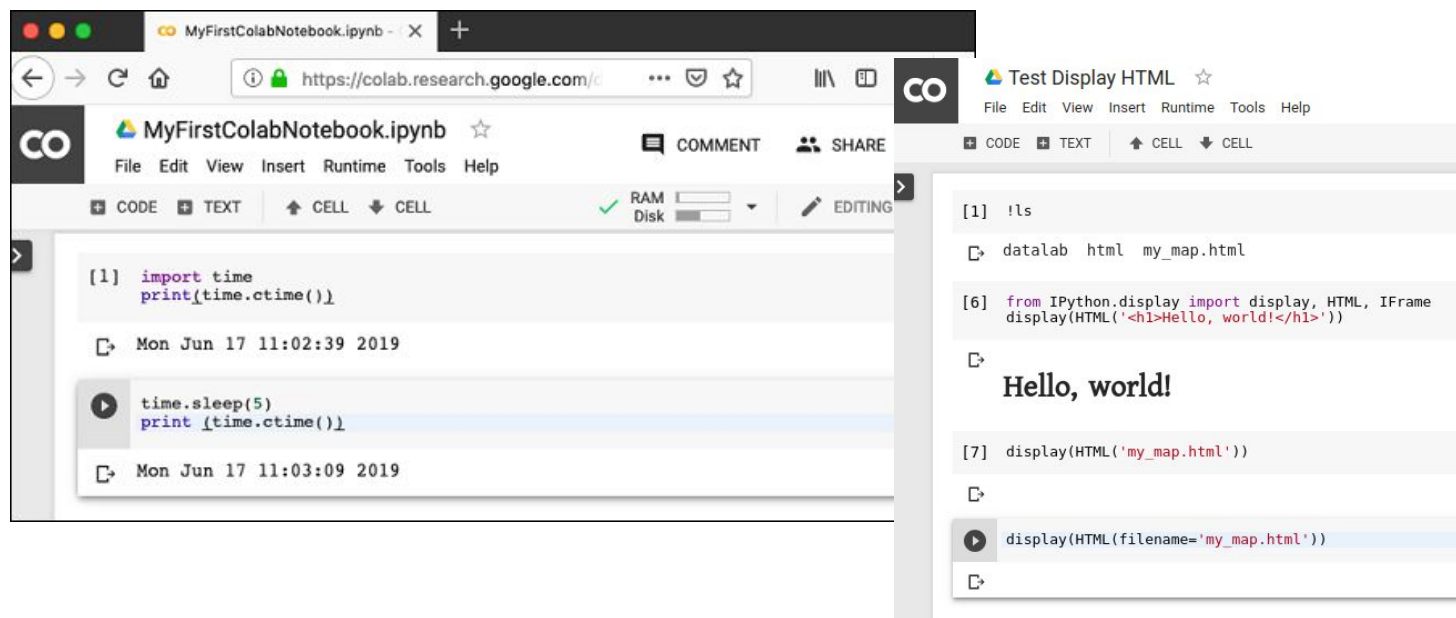 MyFirstColabNotebook.ipynb -
https://colab.research.google.com/
CO
MyFirstColabNotebook.ipynb
COMMENT
SHARE
File Edit View Insert Runtime Tools Help
CODE TEXT CELL CELL
RAM
Disk
EDITING
[1] import time
print(time.ctime())
Mon Jun 17 11:02:39 2019
time.sleep(5)
print (time.ctime())
Mon Jun 17 11:03:09 2019
CO
Test Display HTML
File Edit View Insert Runtime Tools Help
CODE TEXT CELL CELL
[1] !ls
datalab html my_map.html
[6] from IPython.display import display, HTML, IFrame
display(HTML('<h1>Hello, world!</h1>'))
Hello, world!
[7] display(HTML('my_map.html'))
display(HTML(filename='my_map.html'))